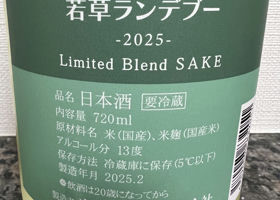 若草ランデブー
-2025-
Limited Blend SAKE
品名 日本酒 要冷蔵
内容量 720ml
原材料名 米(国産)、米麹(国産米)
アルコール分 13度
保存方法 冷蔵庫に保存(5℃以下)
製造年月 2025.2
●飲酒は20歳になってから